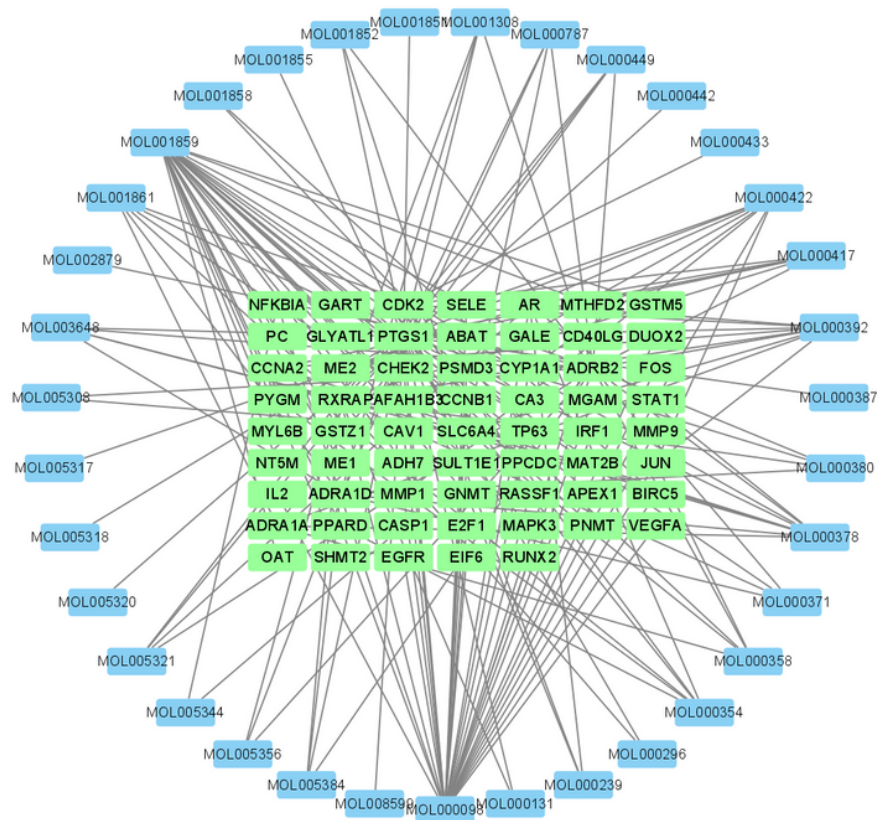 MOL001308
MOL001852
MOL000787
MOL001855
MOL000449
MOL001858
MOL000442
MOL001859
MOL000433
MOL001861
MOL000422
MOL002879
MOL000417
NFKBIA GART CDK2 SELE AR MTHFD2 GSTM5
MOL003648
MOL000392
PC GLYATL1 PTGS1 ABAT GALE CD40LG DUOX2
CCNA2 ME2 CHEK2 PSMD3 CYP1A1 ADRB2 FOS
MOL005308
MOL000387
PYGM RXRA PAFAH1B3 CCNB1 CA3 MGAM STAT1
MYL6B GSTZ1 CAV1 SLC6A4 TP63 IRF1 MMP9
MOL005317
MOL000380
NT5M ME1 ADH7 SULT1E1 PPCDC MAT2B JUN
IL2 ADRA1D MMP1 GNMT RASSF1 APEX1 BIRC5
MOL005318
MOL000378
ADRA1A PPARD CASP1 E2F1 MAPK3 PNMT VEGFA
OAT SHMT2 EGFR EIF6 RUNX2
MOL005320
MOL000371
MOL005321
MOL000358
MOL005344
MOL000354
MOL005356
MOL000296
MOL005384
MOL000239
MOL000098
MOL000131